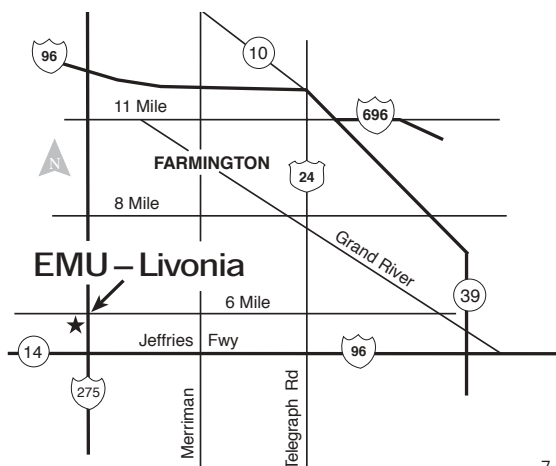 96
10
11 Mile
696
N
FARMINGTON
24
8 Mile
Grand River
EMU – Livonia
6 Mile
39
14
Jeffries Fwy
96
275
Merriman
Telegraph Rd
7